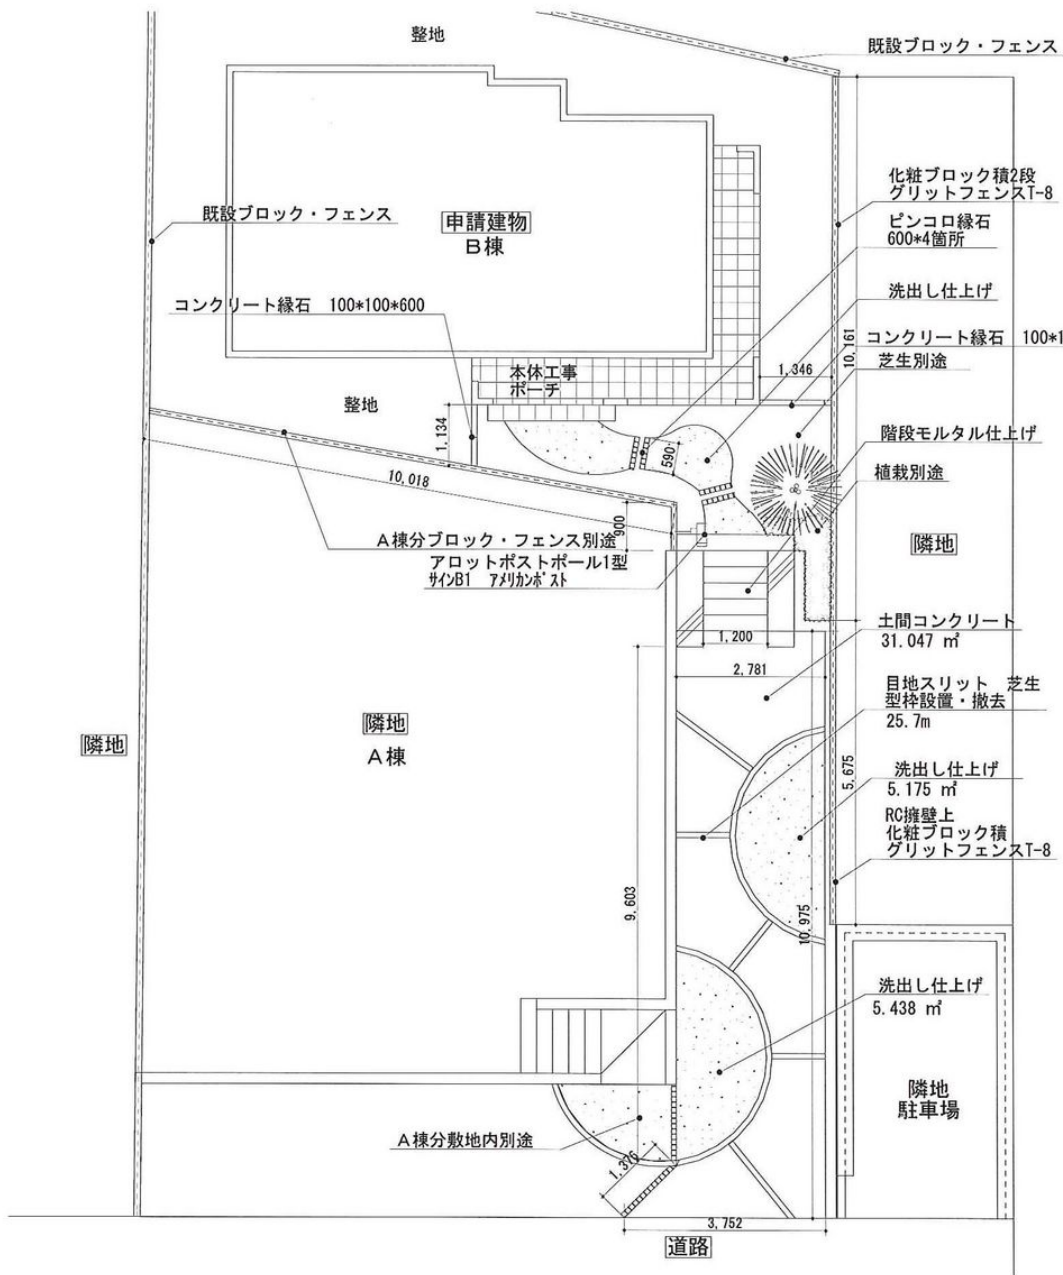 整地
既設ブロック・フェンス
化粧ブロック積2段
グリットフェンスT-8
既設ブロック・フェンス
申請建物
B棟
ピンコロ縁石
600*4箇所
洗出し仕上げ
コンクリート縁石 100*100*600
コンクリート縁石 100*1
10,161
1,346
芝生別途
本体工事
ポーチ
整地
1,134
階段モルタル仕上げ
590
植栽別途
10,018
900
A棟分ブロック・フェンス別途
アロットポストポール1型
サインB1 アメリカンポスト
隣地
土間コンクリート
31.047 ㎡
1,200
2,781
目地スリット 芝生
型枠設置・撤去
25.7m
隣地
A棟
隣地
洗出し仕上げ
5.175 ㎡
5,675
RC擁壁上
化粧ブロック積
グリットフェンスT-8
9,603
10,975
洗出し仕上げ
5.438 ㎡
隣地
駐車場
A棟分敷地内別途
1,376
3,752
道路